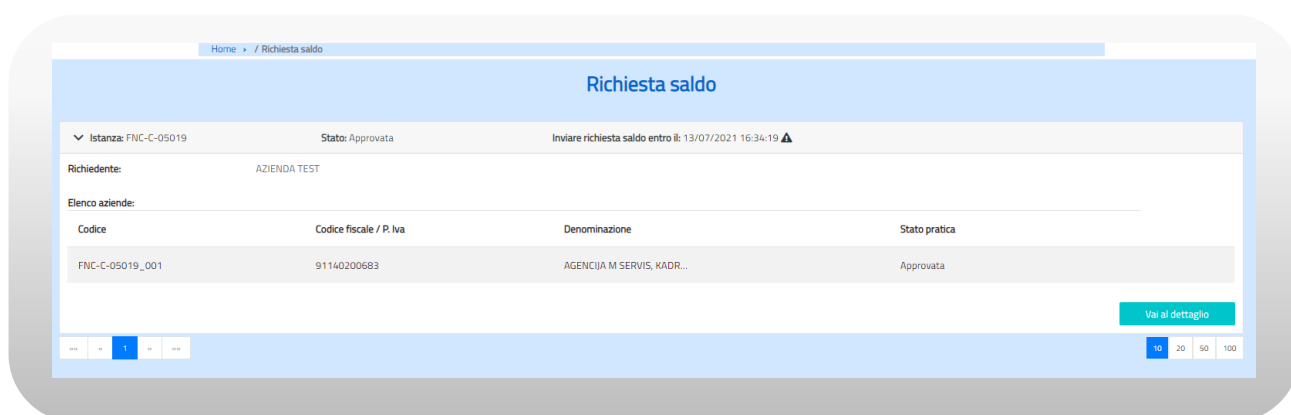 Home › / Richiesta saldo
Richiesta saldo
Istanza: FNC-C-05019 Stato: Approvata Inviare richiesta saldo entro il: 13/07/2021 16:34:19
Richiedente: AZIENDA TEST
Elenco aziende:
Codice Codice fiscale / P. Iva Denominazione Stato pratica
FNC-C-05019_001 91140200683 AGENCIJA M SERVIS, KADR... Approvata
Vai al dettaglio
«« « 1 » »» 10 20 50 100